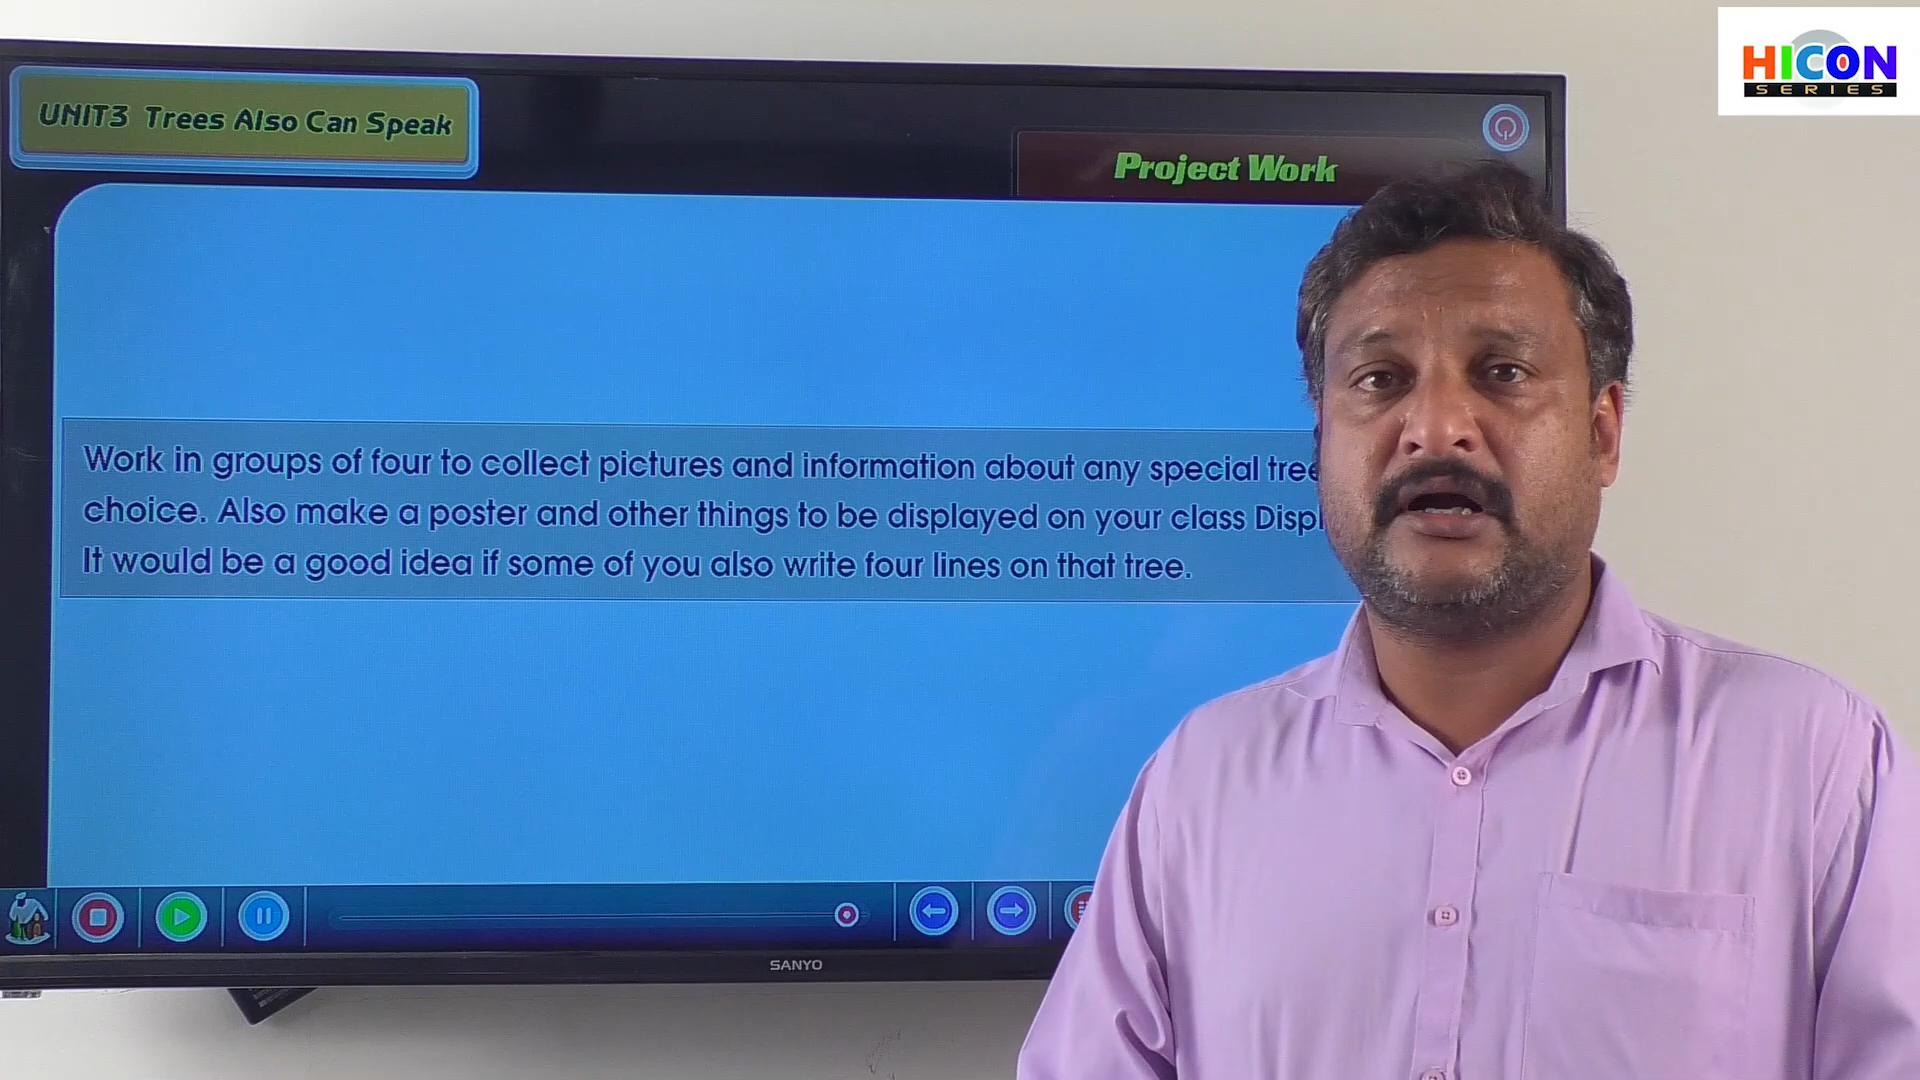 HICON
SERIES
UNIT3 Trees Also Can Speak
Project Work
Work in groups of four to collect pictures and information about any special tree
choice. Also make a poster and other things to be displayed on your class Displ
It would be a good idea if some of you also write four lines on that tree.
SANYO